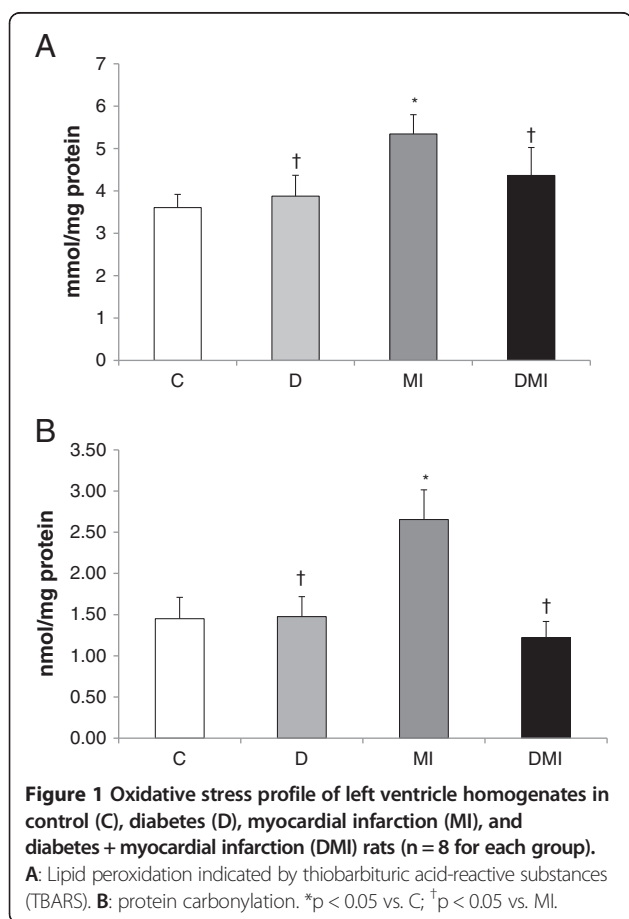 A
7
6
5
4
3
2
1
0
mmol/mg protein
†
*
†
C D MI DMI
B
3.50
3.00
2.50
2.00
1.50
1.00
0.50
0.00
nmol/mg protein
†
*
†
C D MI DMI
Figure 1 Oxidative stress profile of left ventricle homogenates in
control (C), diabetes (D), myocardial infarction (MI), and
diabetes + myocardial infarction (DMI) rats (n = 8 for each group).
A: Lipid peroxidation indicated by thiobarbituric acid-reactive substances
(TBARS). B: protein carbonylation. *p < 0.05 vs. C; †p < 0.05 vs. MI.